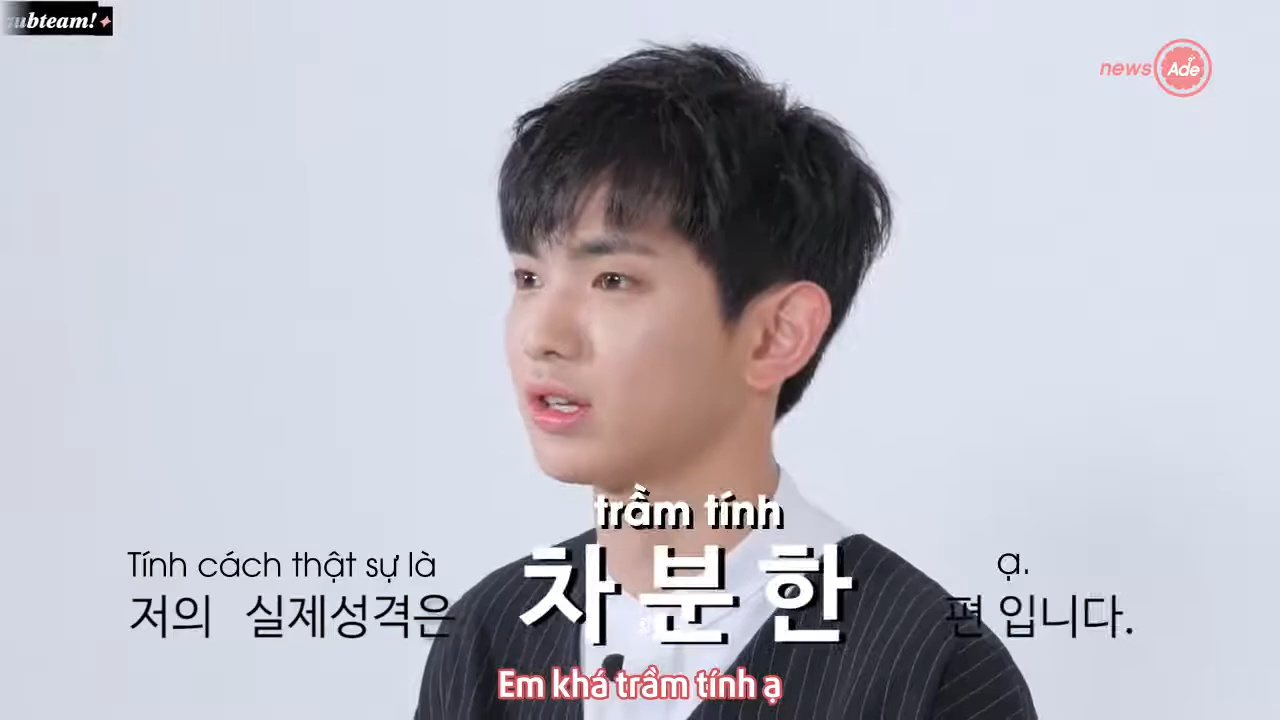 ubteam!
news Ade
trầm tính
Tính cách thật sự là ạ.
저의 실제성격은 차분한 편입니다.
Em khá trầm tính ạ